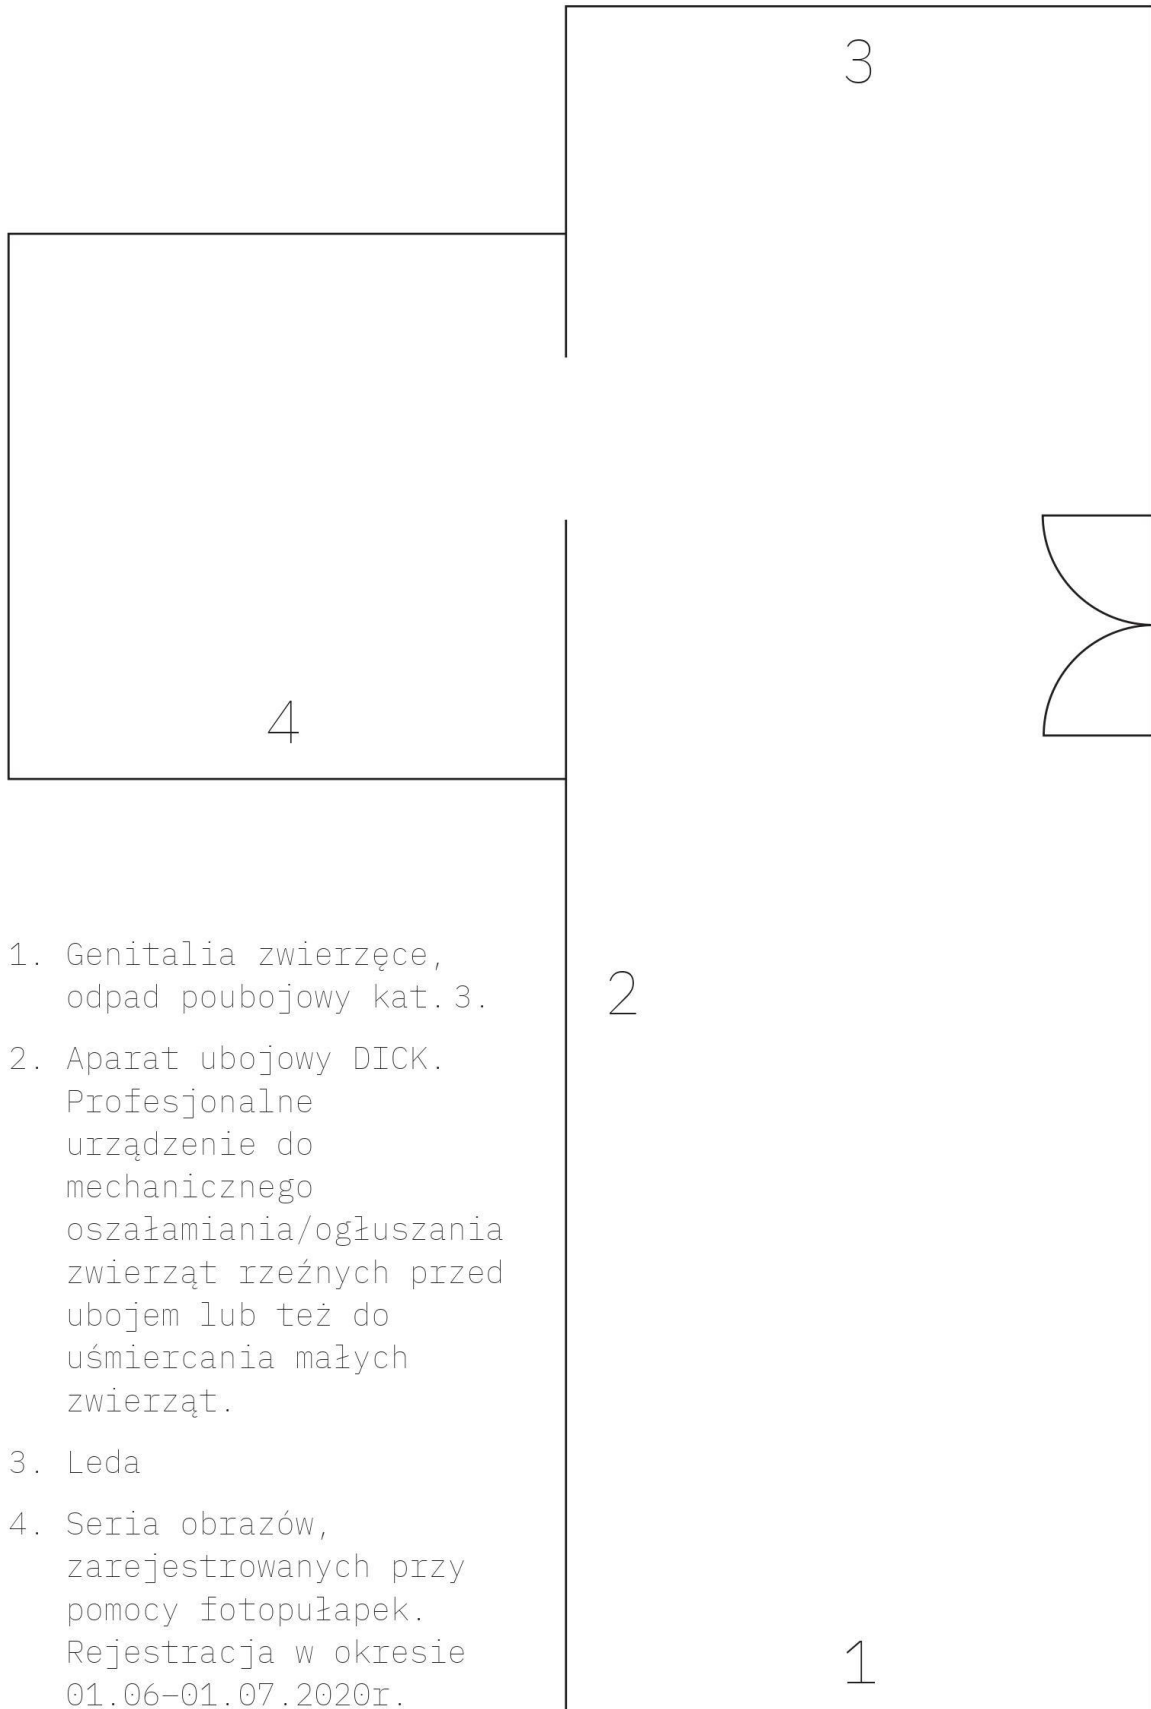 3
4
2
1
1. Genitalia zwierzęce,
odpad poubojowy kat.3.
2. Aparat ubojowy DICK.
Profesjonalne
urządzenie do
mechanicznego
oszałamiania/ogłuszania
zwierząt rzeźnych przed
ubojem lub też do
uśmiercania małych
zwierząt.
3. Leda
4. Seria obrazów,
zarejestrowanych przy
pomocy fotopułapek.
Rejestracja w okresie
01.06–01.07.2020r.